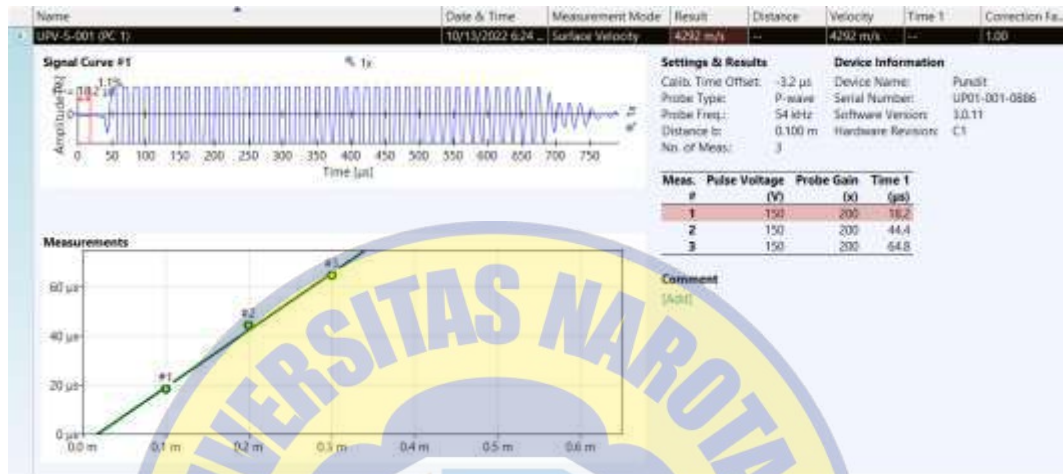 Name Date & Time Measurement Mode Result Distance Velocity Time 1 Correction Fa...
UPV-S-001 (PC 1) 10/13/2022 6:24 ... Surface Velocity 4292 m/s -- 4292 m/s -- 1.00
Signal Curve #1 1x Settings & Results Device Information
Calib. Time Offset: -3.2 µs Device Name: Pundit
Probe Type: P-wave Serial Number: UP01-001-0886
Probe Freq.: 54 kHz Software Version: 3.0.11
Distance b: 0.100 m Hardware Revision: C1
No. of Meas.: 3
1.1%
18.2 µs
Amplitude [%]
0 50 100 150 200 250 300 350 400 450 500 550 600 650 700 750
Time [µs]
Meas. Pulse Voltage Probe Gain Time 1
# (V) (x) (µs)
1 150 200 18.2
2 150 200 44.4
3 150 200 64.8
Measurements
Comment
[Add]
60 µs
40 µs
20 µs
0 µs
#1
#2
#3
0.0 m 0.1 m 0.2 m 0.3 m 0.4 m 0.5 m 0.6 m